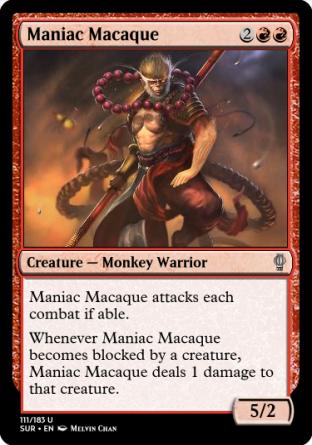 Maniac Macaque 2
Creature — Monkey Warrior
Maniac Macaque attacks each
combat if able.
Whenever Maniac Macaque
becomes blocked by a creature,
Maniac Macaque deals 1 damage to
that creature.
5/2
111/183 U
SUR • EN Melvin Chan